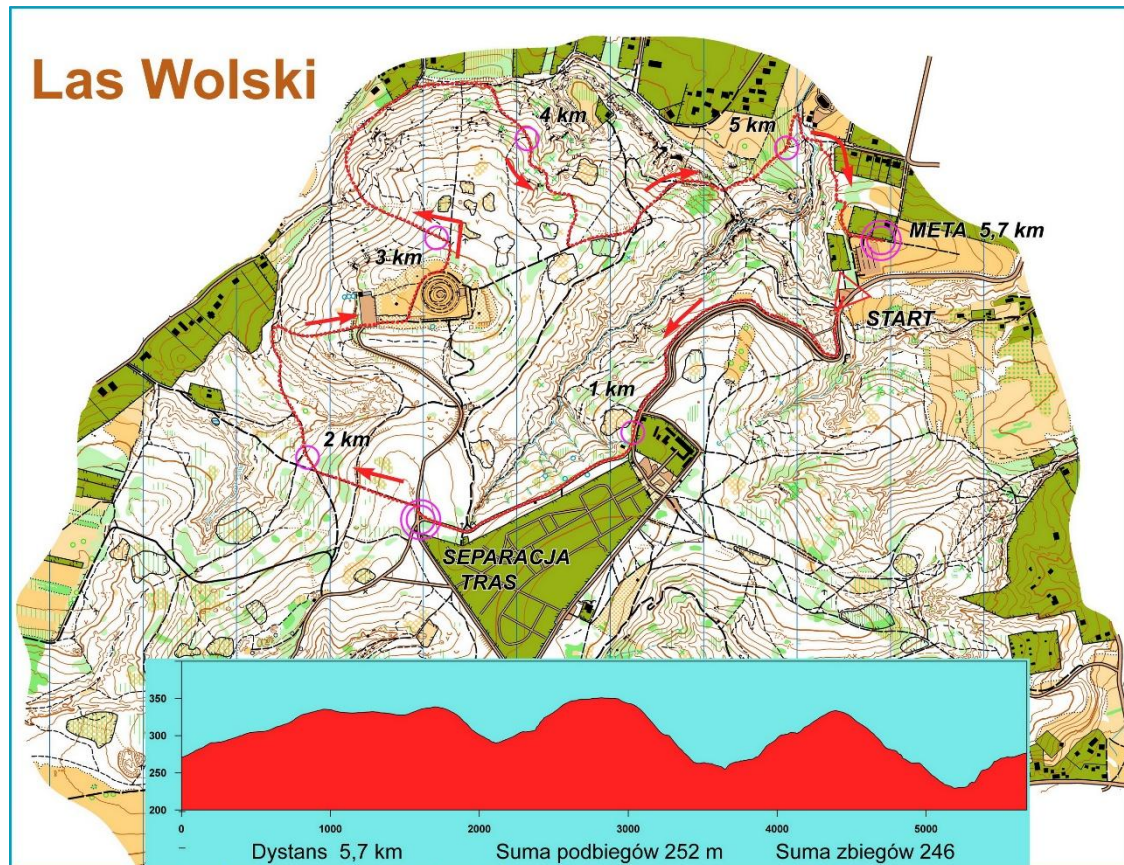 Las Wolski
4 km
5 km
META 5,7 km
3 km
START
1 km
2 km
SEPARACJA
TRAS
350
300
250
200
0
1000
2000
3000
4000
5000
Dystans 5,7 km
Suma podbiegów 252 m
Suma zbiegów 246